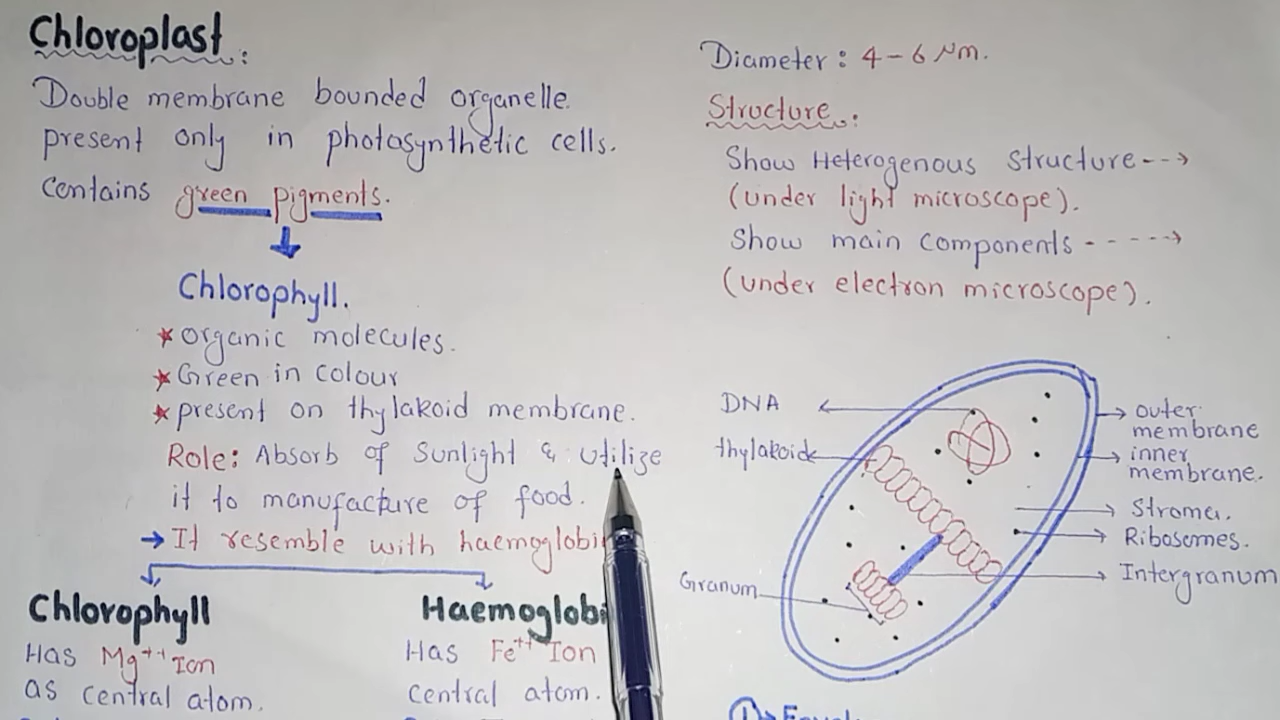 Chloroplast :
Double membrane bounded organelle.
present only in photosynthetic cells.
Contains green pigments.
Chlorophyll.
* organic molecules.
* Green in colour
* present on thylakoid membrane.
Role: Absorb of Sunlight & utilize
it to manufacture of food.
→ It resemble with haemoglobi
Chlorophyll
Has Mg++ Ion
as central atom.
Haemoglobi
Has Fe++ Ion
central atom.
Diameter : 4-6 μm.
Structure :
Show Heterogenous structure --->
(under light microscope).
Show main components ----->
(under electron microscope).
DNA
thylakoid
Granum
outer
membrane
inner
membrane.
Stroma.
Ribosomes.
Intergranum
①→